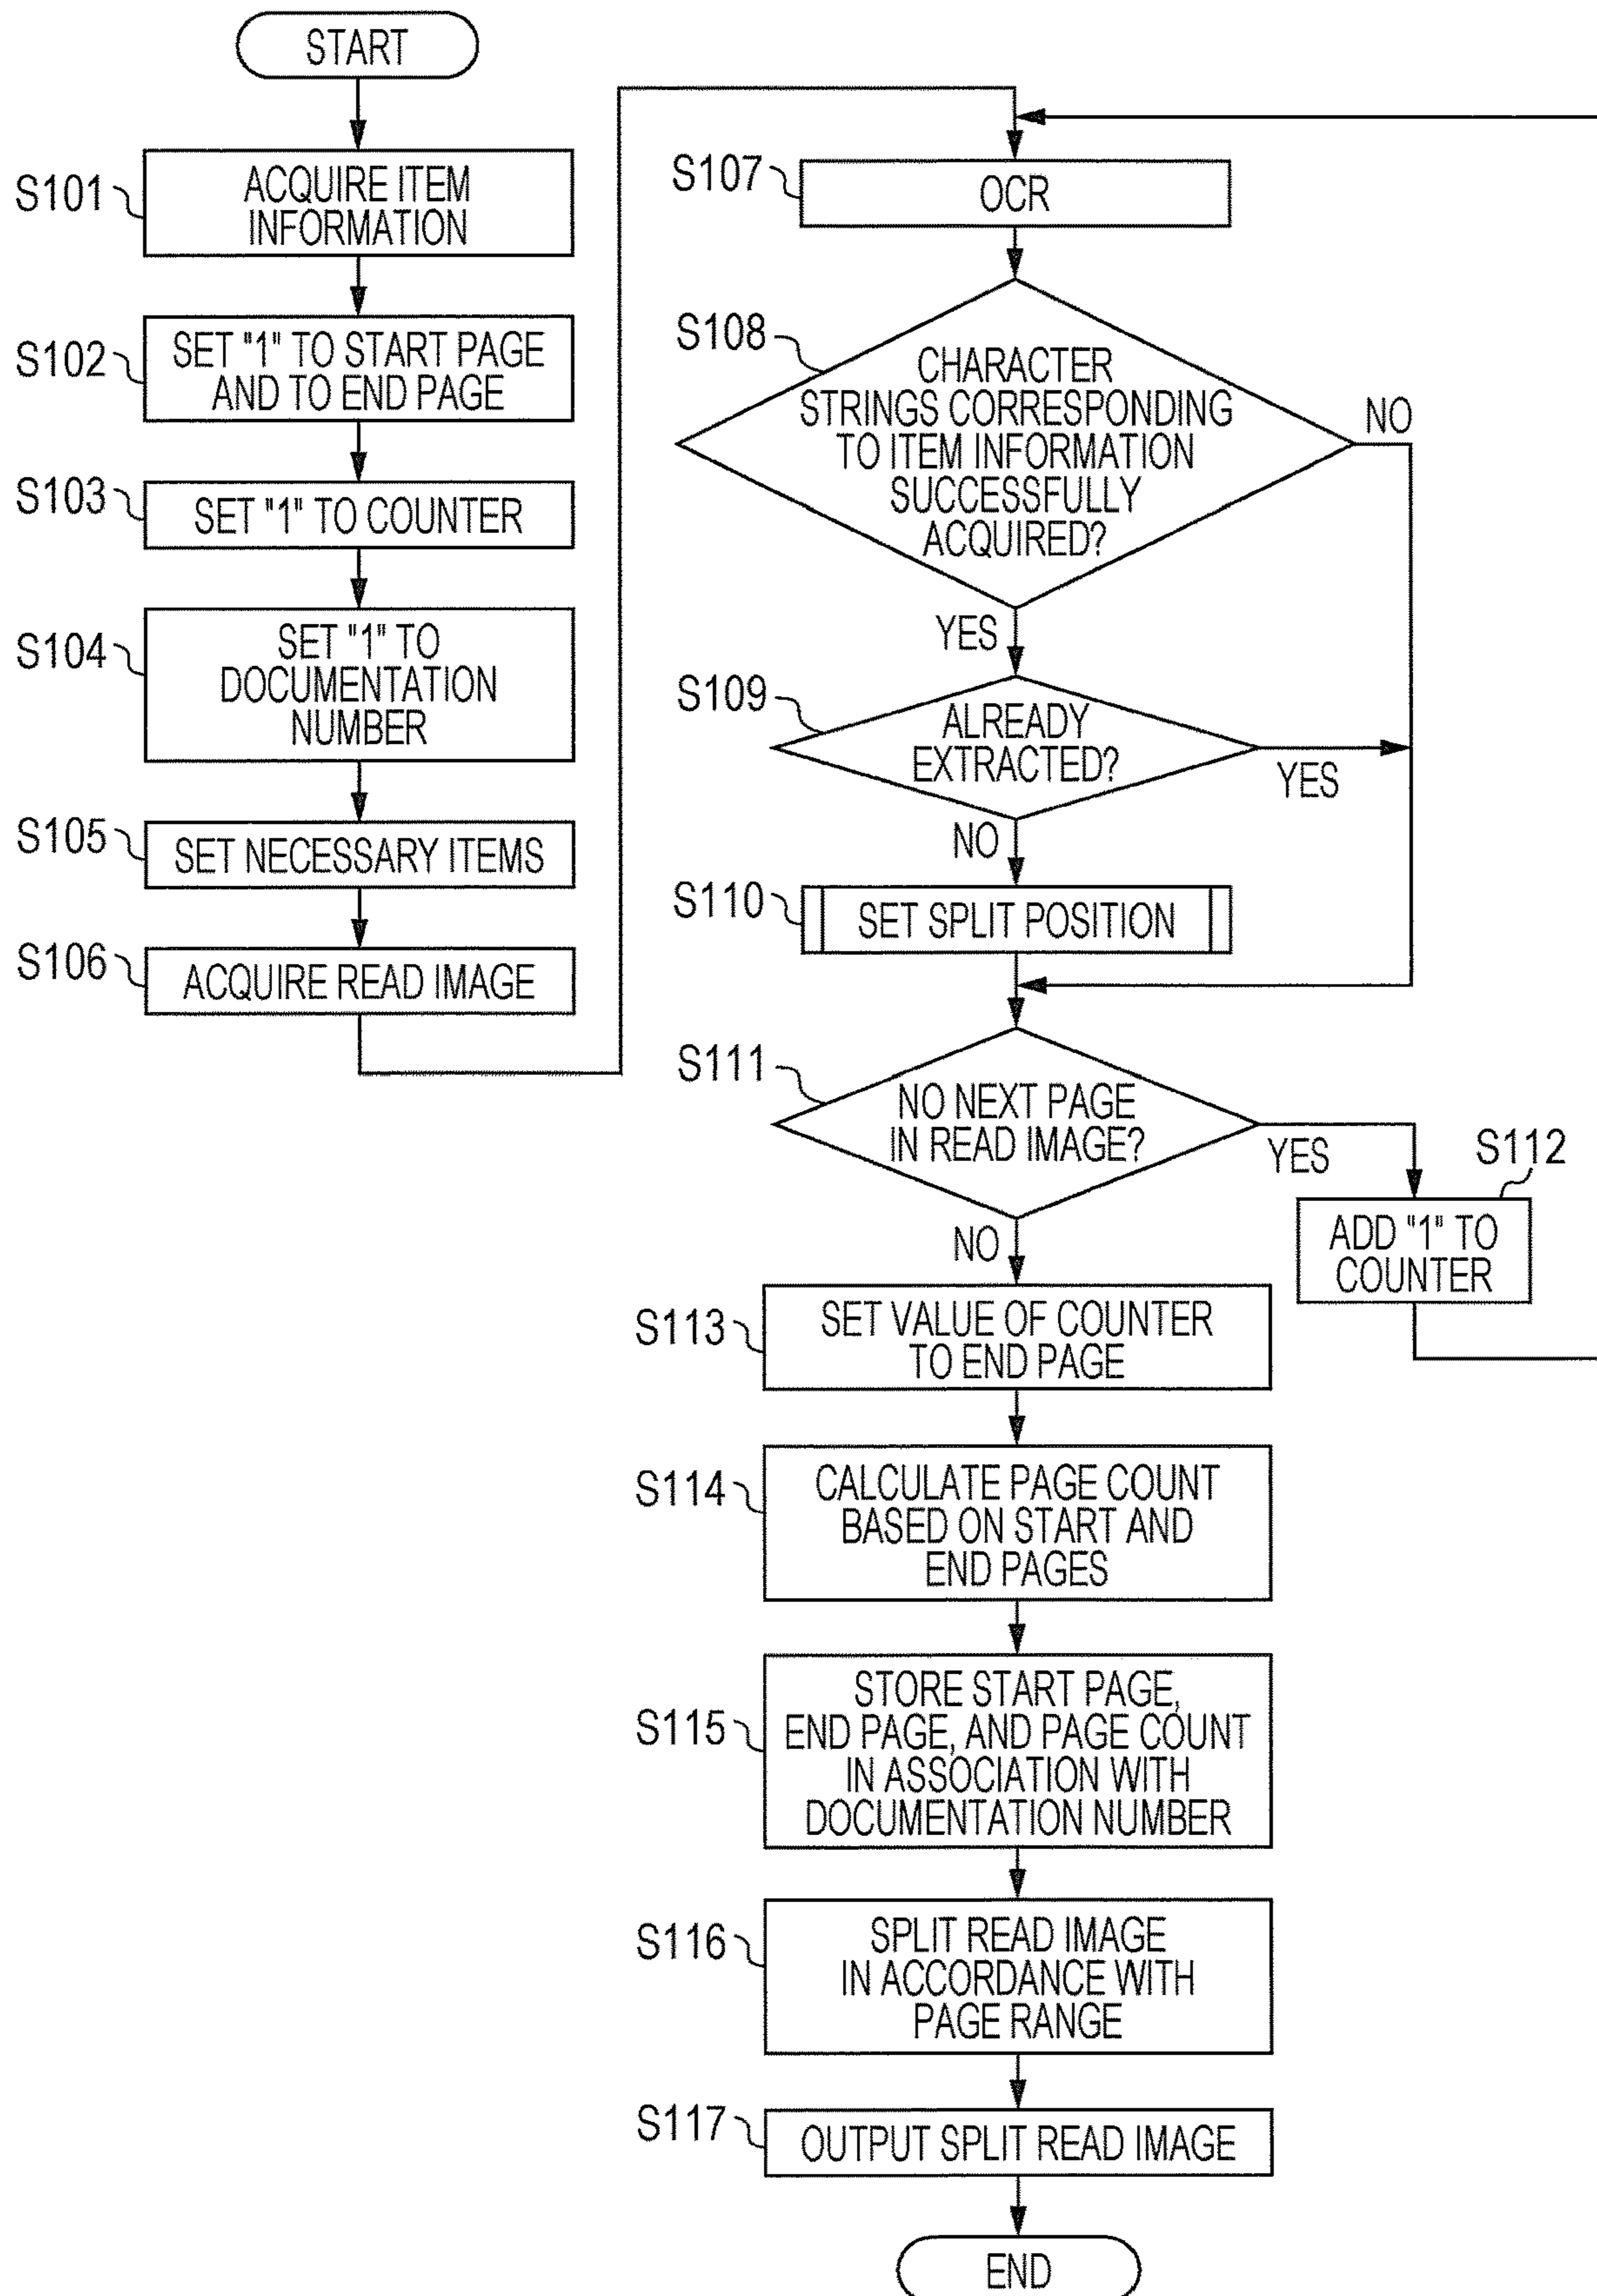 START
S101
ACQUIRE ITEM
INFORMATION
S102
SET "1" TO START PAGE
AND TO END PAGE
S103
SET "1" TO COUNTER
S104
SET "1" TO
DOCUMENTATION
NUMBER
S105
SET NECESSARY ITEMS
S106
ACQUIRE READ IMAGE
S107
OCR
S108
CHARACTER
STRINGS CORRESPONDING
TO ITEM INFORMATION
SUCCESSFULLY
ACQUIRED?
NO
YES
S109
ALREADY
EXTRACTED?
YES
NO
S110
SET SPLIT POSITION
S111
NO NEXT PAGE
IN READ IMAGE?
YES
S112
ADD "1" TO
COUNTER
NO
S113
SET VALUE OF COUNTER
TO END PAGE
S114
CALCULATE PAGE COUNT
BASED ON START AND
END PAGES
S115
STORE START PAGE,
END PAGE, AND PAGE COUNT
IN ASSOCIATION WITH
DOCUMENTATION NUMBER
S116
SPLIT READ IMAGE
IN ACCORDANCE WITH
PAGE RANGE
S117
OUTPUT SPLIT READ IMAGE
END